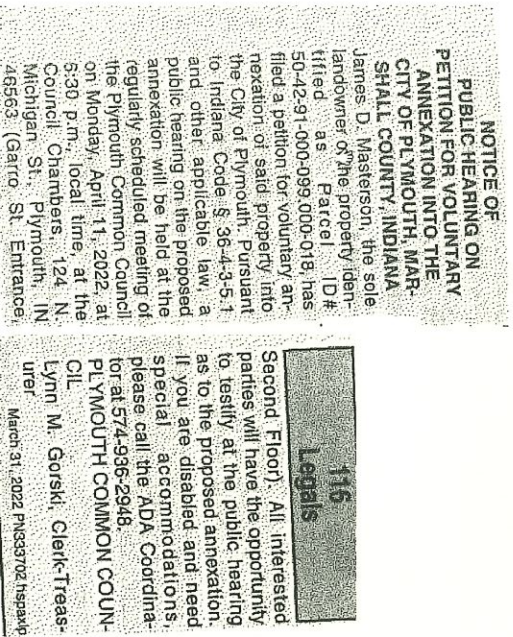 NOTICE OF
PUBLIC HEARING ON
PETITION FOR VOLUNTARY
ANNEXATION INTO THE
CITY OF PLYMOUTH, MAR-
SHALL COUNTY, INDIANA
James D. Masterson, the sole
landowner of the property iden-
tified as Parcel ID#
50-42-91-000-099.000-018, has
filed a petition for voluntary an-
nexation of said property into
the City of Plymouth. Pursuant
to Indiana Code § 36-4-3-5.1
and other applicable law, a
public hearing on the proposed
annexation will be held at the
regularly scheduled meeting of
the Plymouth Common Council
on Monday, April 11, 2022, at
5:30 p.m., local time, at the
Council Chambers, 124 N.
Michigan St., Plymouth, IN
46563 (Garro St. Entrance,
116
Legals
Second Floor). All interested
parties will have the opportunity
to testify at the public hearing
as to the proposed annexation.
If you are disabled and need
special accommodations,
please call the ADA Coordina-
tor at 574-936-2948.
PLYMOUTH COMMON COUN-
CIL
Lynn M. Gorski, Clerk-Treas-
urer
March 31, 2022 PN333702 hspaxlp